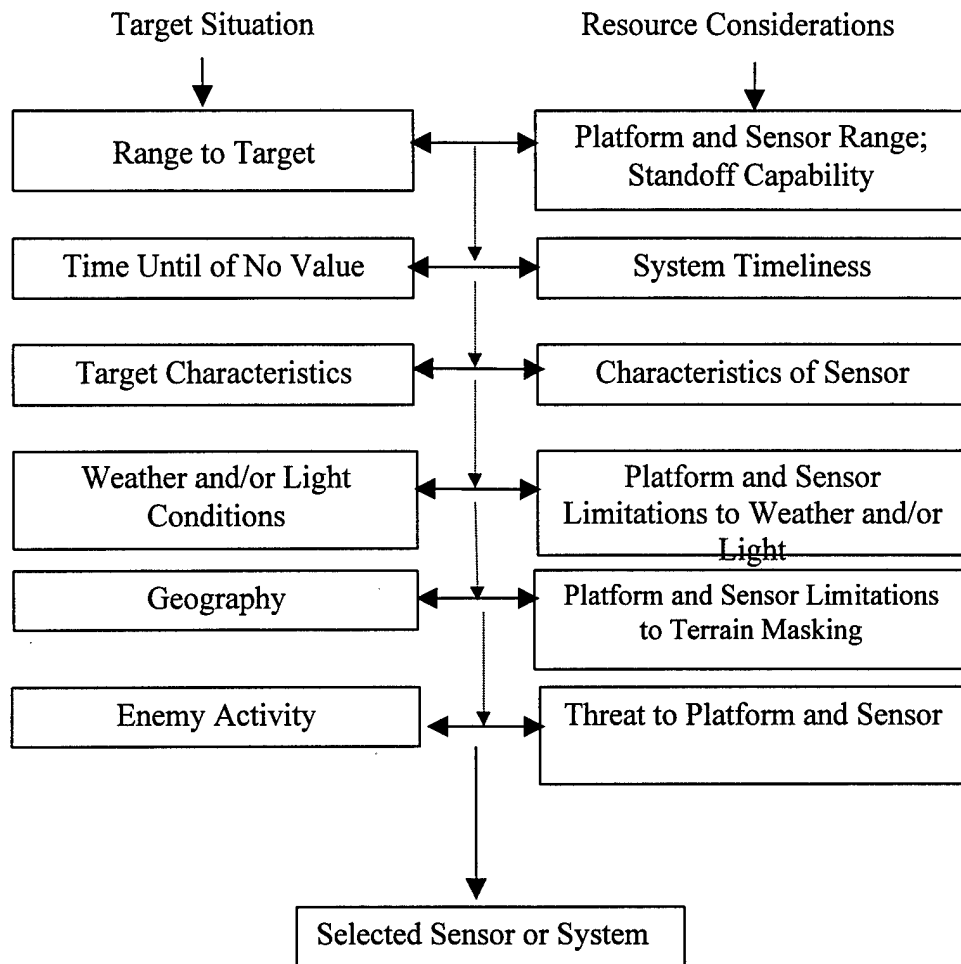 Target Situation
Resource Considerations
Range to Target
Platform and Sensor Range;
Standoff Capability
Time Until of No Value
System Timeliness
Target Characteristics
Characteristics of Sensor
Weather and/or Light
Conditions
Platform and Sensor
Limitations to Weather and/or
Light
Geography
Platform and Sensor Limitations
to Terrain Masking
Enemy Activity
Threat to Platform and Sensor
Selected Sensor or System